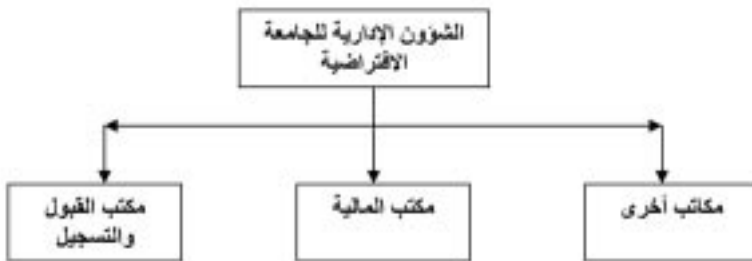 الشؤون الإدارية للجامعة
الافتراضية
مكاتب أخرى
مكتب المالية
مكتب القبول
والتسجيل